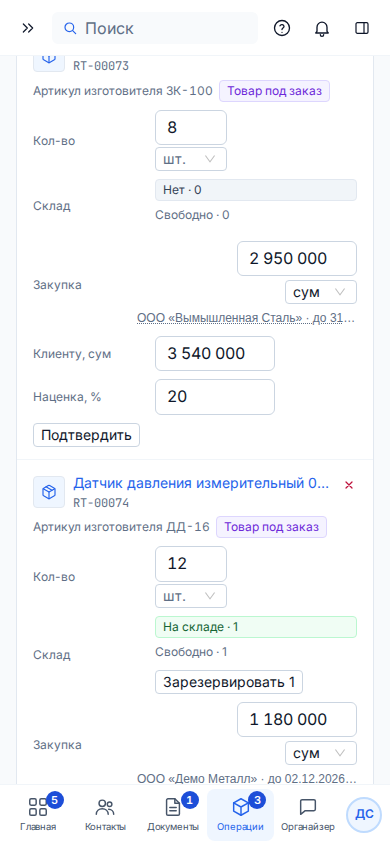 Поиск
RT-00073
Артикул изготовителя ЗК-100 Товар под заказ
Кол-во
8
шт.
Склад
Нет · 0
Свободно · 0
Закупка
2 950 000
сум
ООО «Вымышленная Сталь» · до 31...
Клиенту, сум
3 540 000
Наценка, %
20
Подтвердить
Датчик давления измерительный 0...
RT-00074
Артикул изготовителя ДД-16 Товар под заказ
Кол-во
12
шт.
Склад
На складе · 1
Свободно · 1
Зарезервировать 1
Закупка
1 180 000
сум
ООО «Демо Металл» · до 02.12.2026...
5
1
3
Главная Контакты Документы Операции Органайзер
ДС